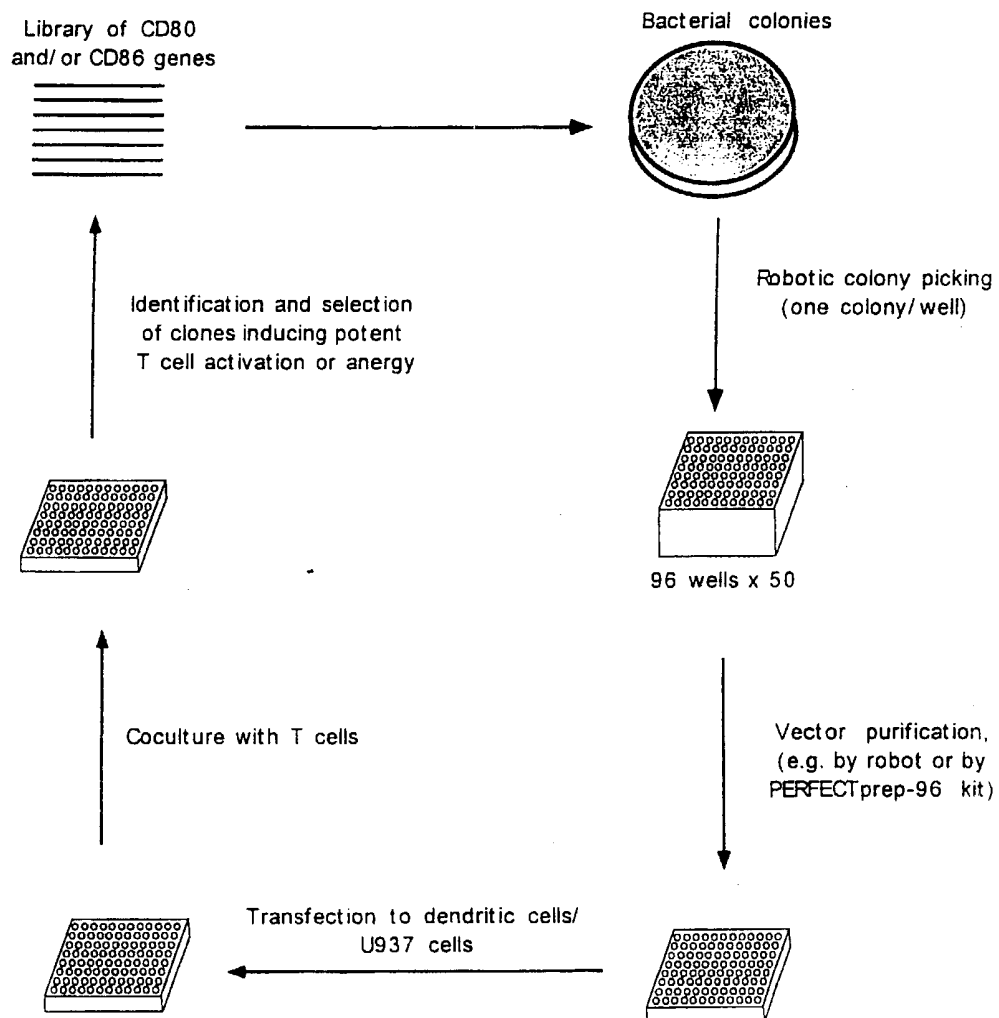 Library of CD80
and/or CD86 genes
Bacterial colonies
Robotic colony picking
(one colony/well)
Identification and selection
of clones inducing potent
T cell activation or anergy
96 wells x 50
Coculture with T cells
Vector purification,
(e.g. by robot or by
PERFECTprep-96 kit)
Transfection to dendritic cells/
U937 cells